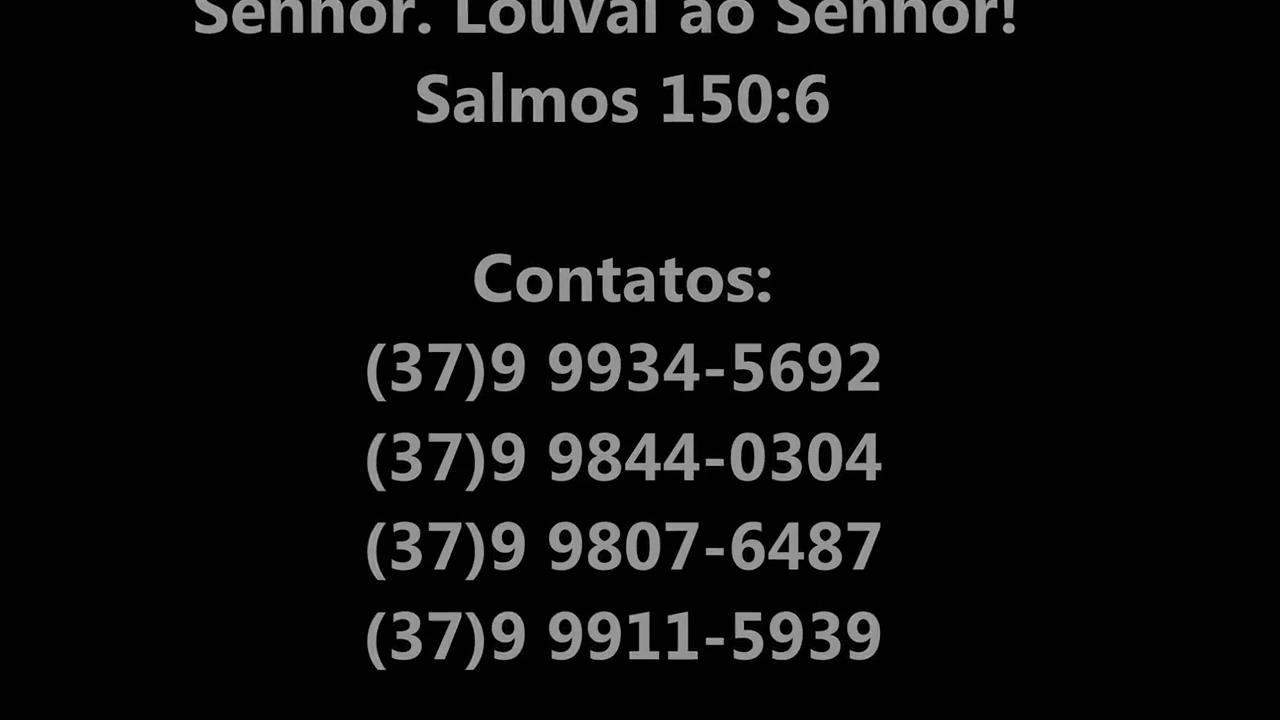 Senhor. Louvai ao Senhor!
Salmos 150:6
Contatos:
(37)9 9934-5692
(37)9 9844-0304
(37)9 9807-6487
(37)9 9911-5939